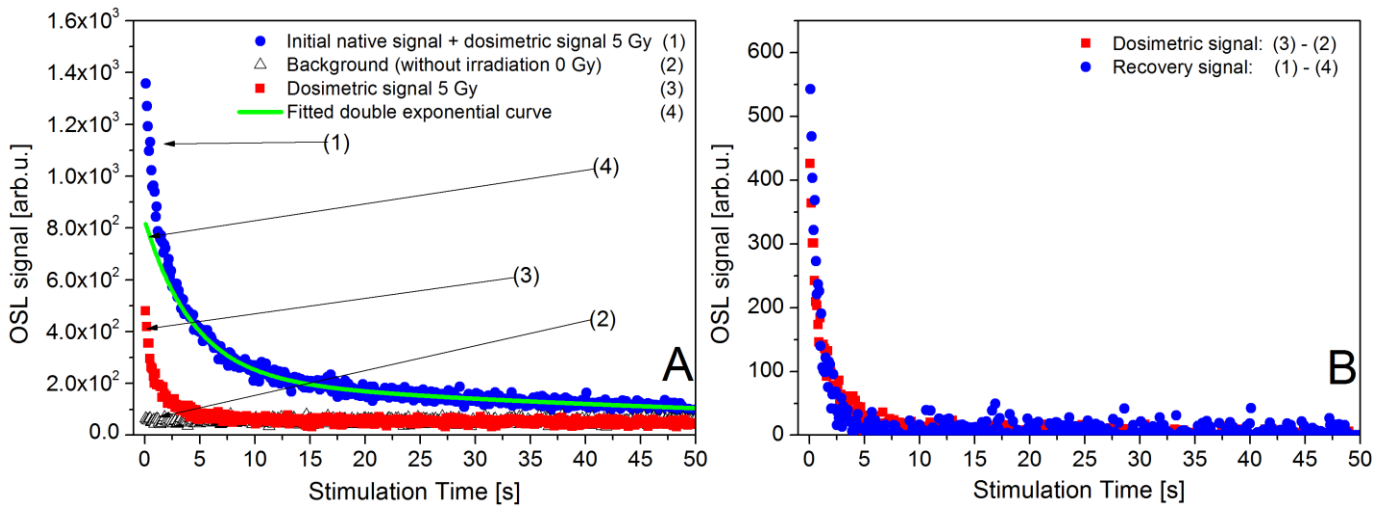 1.6x10³
1.4x10³
1.2x10³
1.0x10³
8.0x10²
6.0x10²
4.0x10²
2.0x10²
0.0
OSL signal [arb.u.]
Initial native signal + dosimetric signal 5 Gy (1)
Background (without irradiation 0 Gy) (2)
Dosimetric signal 5 Gy (3)
Fitted double exponential curve (4)
(1)
(4)
(3)
(2)
A
0 5 10 15 20 25 30 35 40 45 50
Stimulation Time [s]
600
500
400
300
200
100
0
OSL signal [arb.u.]
Dosimetric signal: (3) - (2)
Recovery signal: (1) - (4)
B
0 5 10 15 20 25 30 35 40 45 50
Stimulation Time [s]